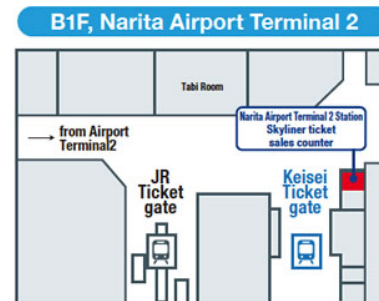 B1F, Narita Airport Terminal 2
Tabi Room
Narita Airport Terminal 2 Station
Skyliner ticket
sales counter
from Airport
Terminal2
JR
Ticket
gate
Keisei
Ticket
gate